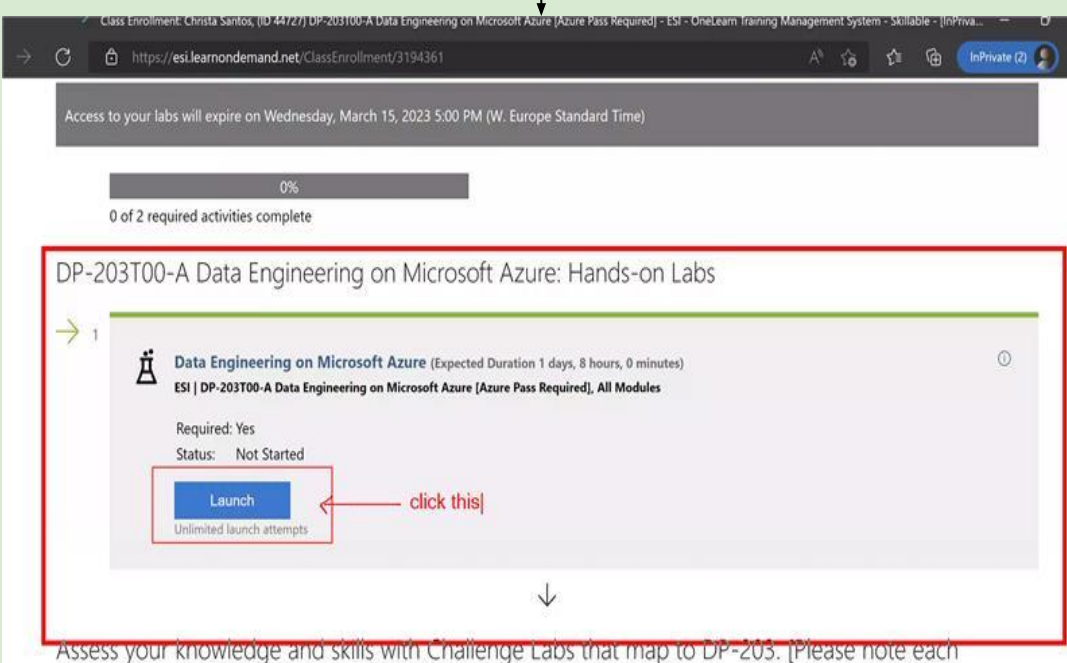 Class Enrollment: Christa Santos, (ID 44727) DP-203T00-A Data Engineering on Microsoft Azure [Azure Pass Required] - ESI - OneLearn Training Management System - Skillable - [InPriva...
https://esi.learnondemand.net/ClassEnrollment/3194361
InPrivate (2)
Access to your labs will expire on Wednesday, March 15, 2023 5:00 PM (W. Europe Standard Time)
0%
0 of 2 required activities complete
DP-203T00-A Data Engineering on Microsoft Azure: Hands-on Labs
1
Data Engineering on Microsoft Azure (Expected Duration 1 days, 8 hours, 0 minutes)
ESI | DP-203T00-A Data Engineering on Microsoft Azure [Azure Pass Required], All Modules
Required: Yes
Status: Not Started
Launch
click this
Unlimited launch attempts
Assess your knowledge and skills with Challenge Labs that map to DP-203. [Please note each